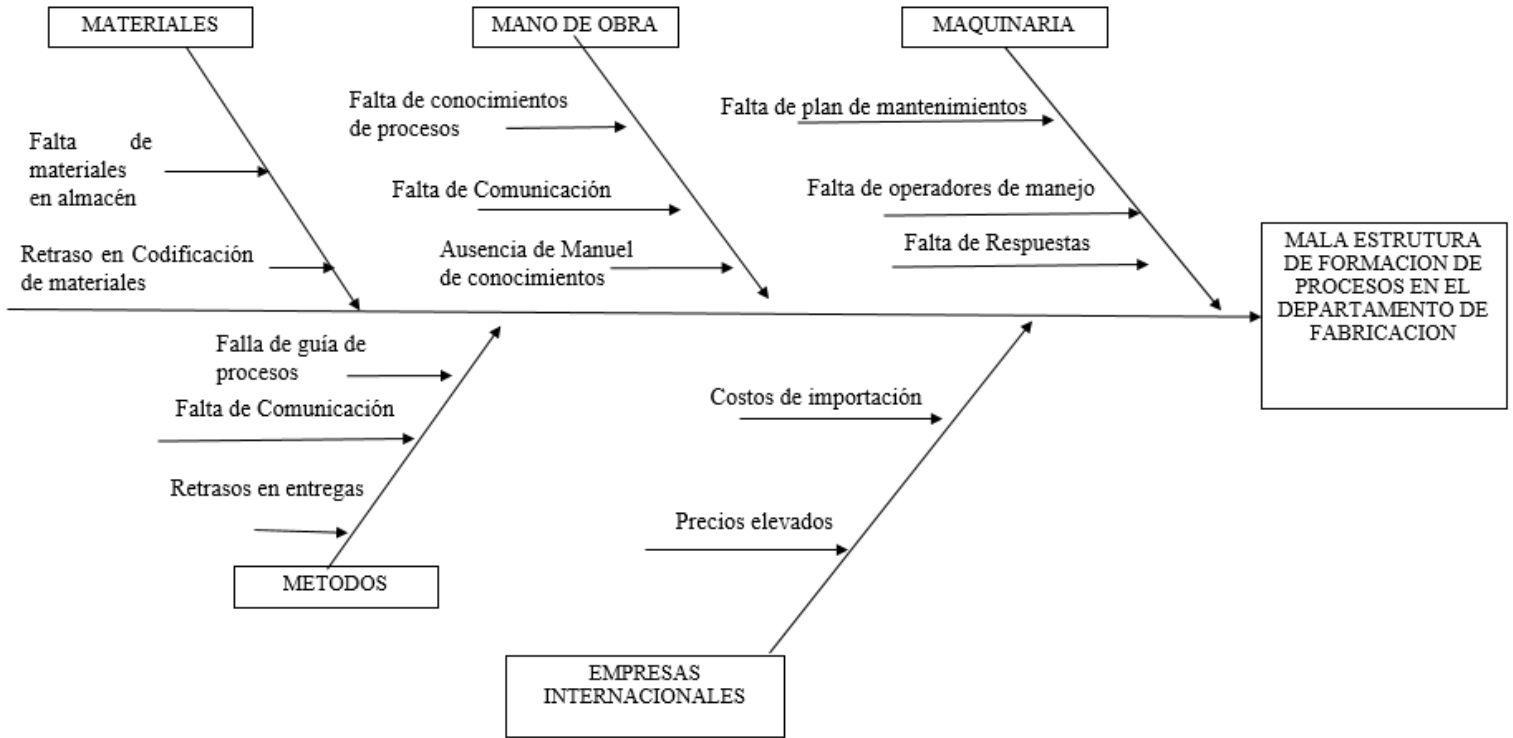 MATERIALES
MANO DE OBRA
MAQUINARIA
Falta de
materiales
en almacén
Retraso en Codificación
de materiales
Falta de conocimientos
de procesos
Falta de Comunicación
Ausencia de Manuel
de conocimientos
Falta de plan de mantenimientos
Falta de operadores de manejo
Falta de Respuestas
MALA ESTRUTURA
DE FORMACION DE
PROCESOS EN EL
DEPARTAMENTO DE
FABRICACION
Falla de guía de
procesos
Falta de Comunicación
Retrasos en entregas
METODOS
Costos de importación
Precios elevados
EMPRESAS
INTERNACIONALES